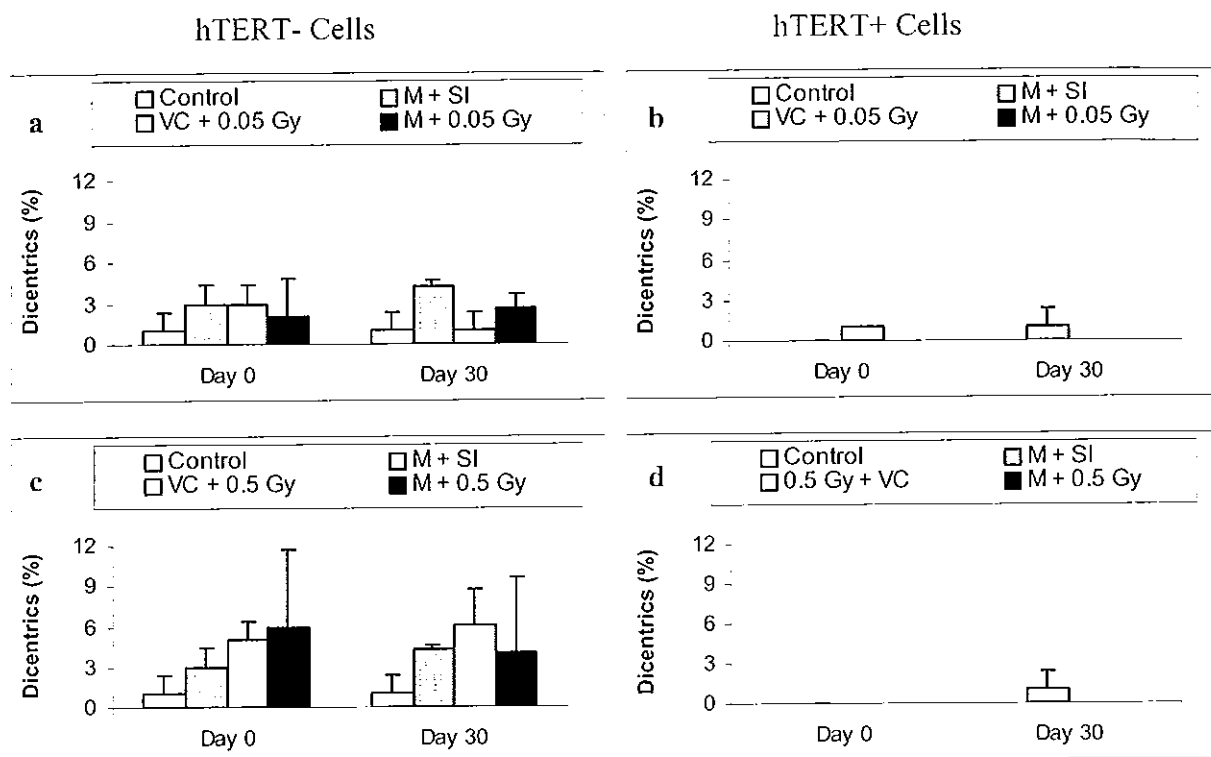 hTERT- Cells
hTERT+ Cells
a
Control
M + SI
VC + 0.05 Gy
M + 0.05 Gy
Dicentrics (%)
12
9
6
3
0
Day 0
Day 30
b
Control
M + SI
VC + 0.05 Gy
M + 0.05 Gy
Dicentrics (%)
12
9
6
3
0
Day 0
Day 30
c
Control
M + SI
VC + 0.5 Gy
M + 0.5 Gy
Dicentrics (%)
12
9
6
3
0
Day 0
Day 30
d
Control
M + SI
0.5 Gy + VC
M + 0.5 Gy
Dicentrics (%)
12
9
6
3
0
Day 0
Day 30